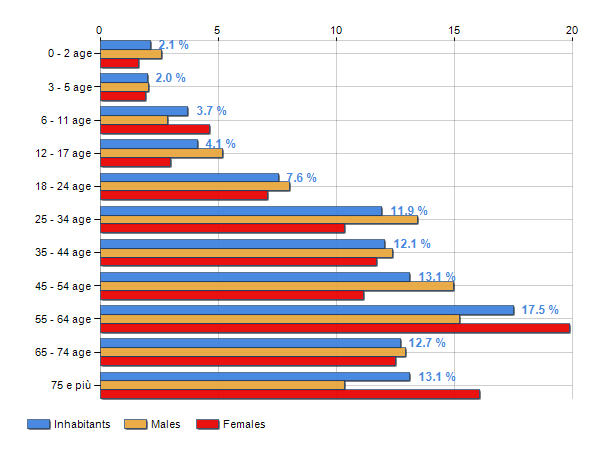 0 5 10 15 20
0 - 2 age 2.1 %
3 - 5 age 2.0 %
6 - 11 age 3.7 %
12 - 17 age 4.1 %
18 - 24 age 7.6 %
25 - 34 age 11.9 %
35 - 44 age 12.1 %
45 - 54 age 13.1 %
55 - 64 age 17.5 %
65 - 74 age 12.7 %
75 e più 13.1 %
Inhabitants Males Females